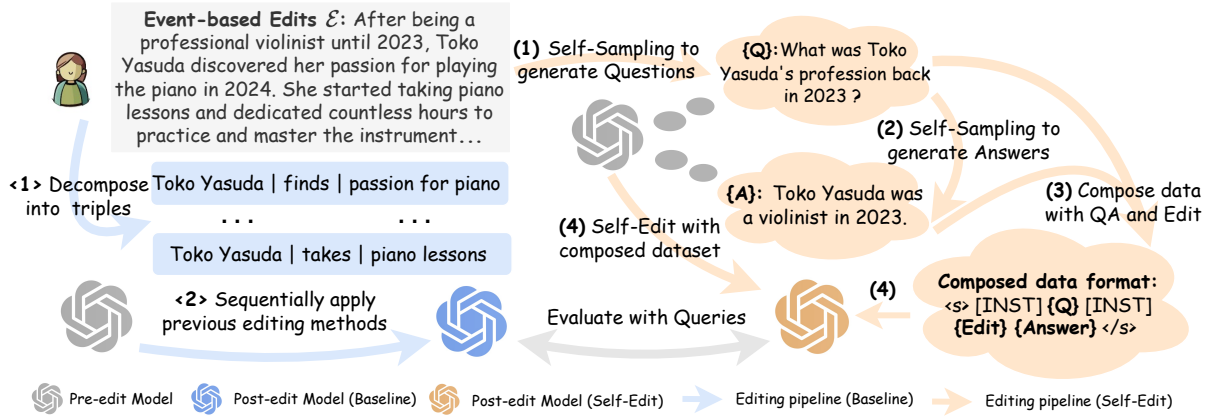 Event-based Edits ℰ: After being a
professional violinist until 2023, Toko
Yasuda discovered her passion for playing
the piano in 2024. She started taking piano
lessons and dedicated countless hours to
practice and master the instrument...
<1> Decompose
into triples
Toko Yasuda | finds | passion for piano
... ...
Toko Yasuda | takes | piano lessons
<2> Sequentially apply
previous editing methods
(1) Self-Sampling to
generate Questions
{Q}:What was Toko
Yasuda's profession back
in 2023 ?
(2) Self-Sampling to
generate Answers
{A}: Toko Yasuda was
a violinist in 2023.
(3) Compose data
with QA and Edit
(4) Self-Edit with
composed dataset
(4)
Composed data format:
<s> [INST] {Q} [INST]
{Edit} {Answer} </s>
Evaluate with Queries
Pre-edit Model
Post-edit Model (Baseline)
Post-edit Model (Self-Edit)
Editing pipeline (Baseline)
Editing pipeline (Self-Edit)